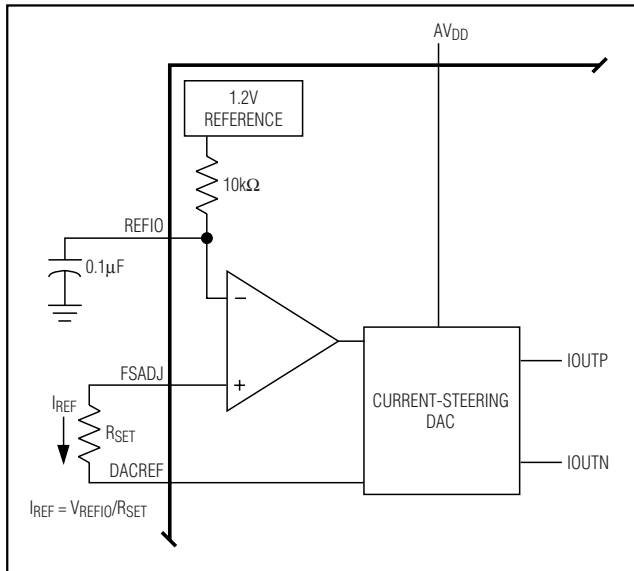 AVDD
1.2V
REFERENCE
10kΩ
REFIO
0.1µF
−
+
FSADJ
IREF
RSET
DACREF
CURRENT-STEERING
DAC
IOUTP
IOUTN
IREF = VREFIO/RSET